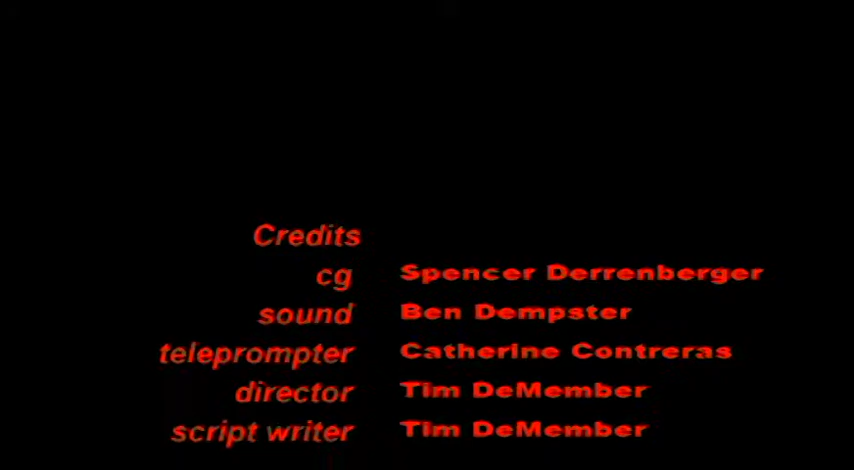 Credits
cg Spencer Derrenberger
sound Ben Dempster
teleprompter Catherine Contreras
director Tim DeMember
script writer Tim DeMember